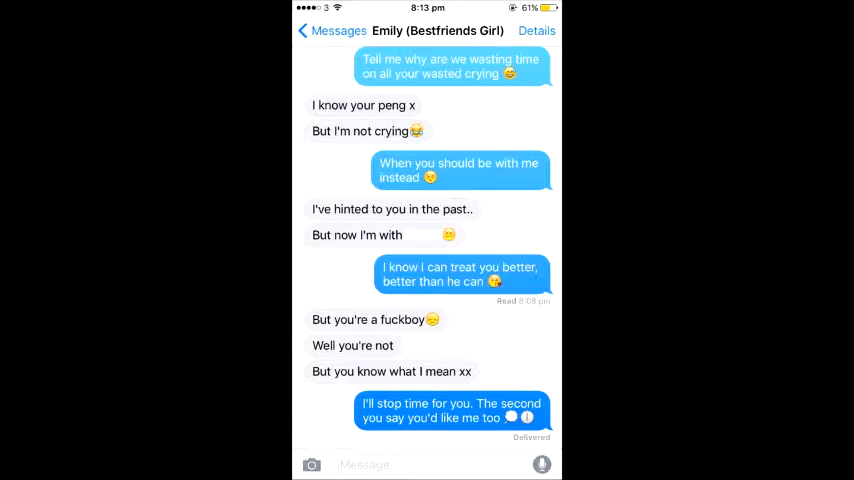 3 8:13 pm 61%
Messages Emily (Bestfriends Girl) Details
Tell me why are we wasting time
on all your wasted crying 😅
I know your peng x
But I'm not crying😂
When you should be with me
instead 😉
I've hinted to you in the past..
But now I'm with
I know I can treat you better,
better than he can 😘
Read 8:08 pm
But you're a fuckboy😞
Well you're not
But you know what I mean xx
I'll stop time for you. The second
you say you'd like me too 💭🕛
Delivered
iMessage